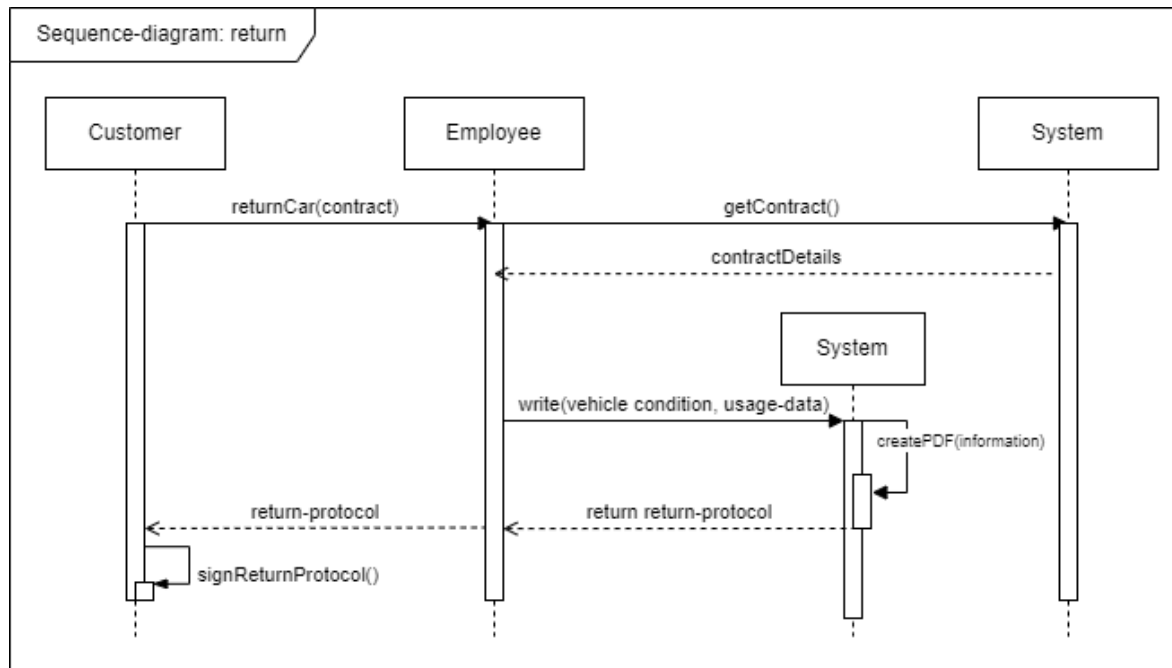 Sequence-diagram: return
Customer
Employee
System
returnCar(contract)
getContract()
contractDetails
System
write(vehicle condition, usage-data)
createPDF(information)
return-protocol
return return-protocol
signReturnProtocol()